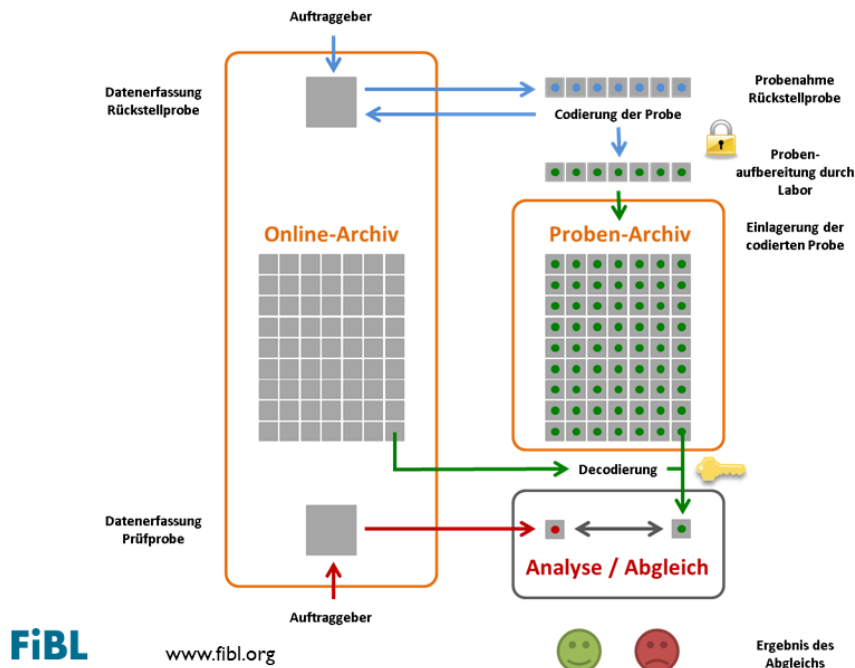 Auftraggeber
Datenerfassung
Rückstellprobe
Probenahme
Rückstellprobe
Codierung der Probe
Proben-
aufbereitung durch
Labor
Online-Archiv
Proben-Archiv
Einlagerung der
codierten Probe
Decodierung
Datenerfassung
Prüfprobe
Analyse / Abgleich
Auftraggeber
FiBL
www.fibl.org
Ergebnis des
Abgleichs